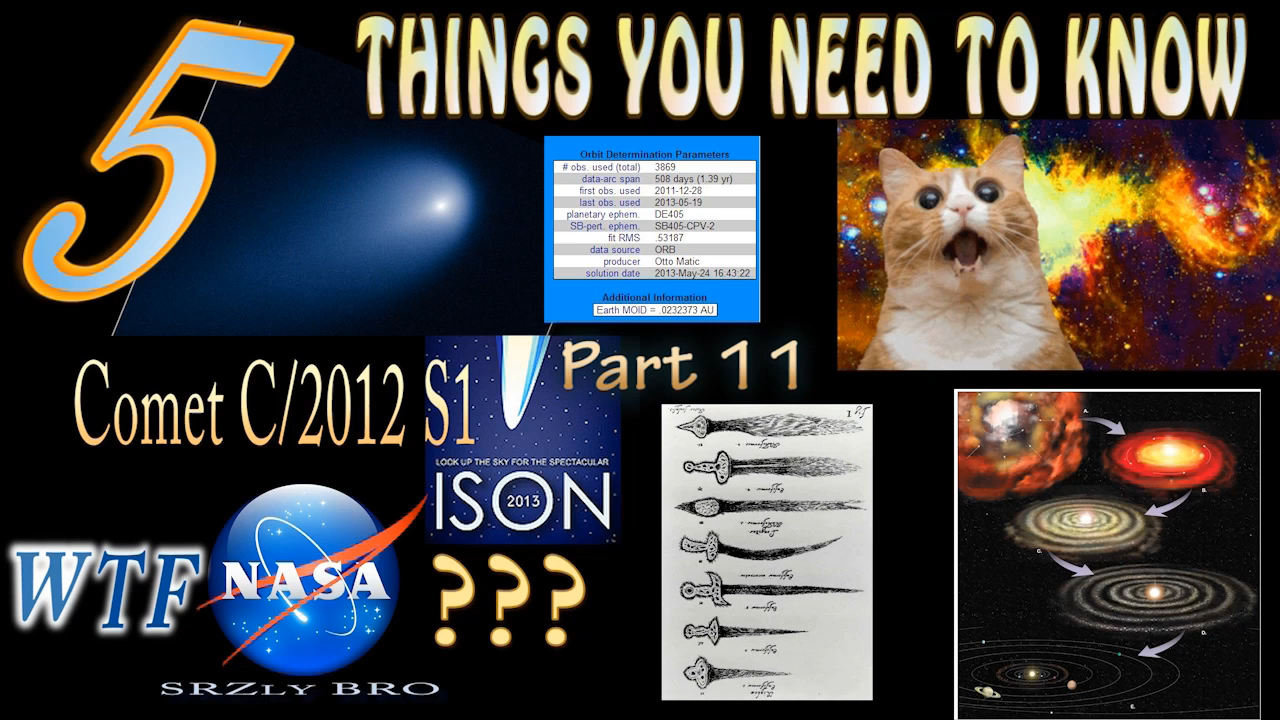 5 THINGS YOU NEED TO KNOW
Orbit Determination Parameters
# obs. used (total) 3869
data-arc span 508 days (1.39 yr)
first obs. used 2011-12-28
last obs. used 2013-05-19
planetary ephem. DE405
SB-pert. ephem. SB405-CPV-2
fit RMS .53187
data source ORB
producer Otto Matic
solution date 2013-May-24 16:43:22
Additional Information
Earth MOID = .0232373 AU
Part 11
Comet C/2012 S1
LOOK UP THE SKY FOR THE SPECTACULAR
ISON
2013
WTF NASA ???
SRZLY BRO
A.
B.
C.
D.
E.